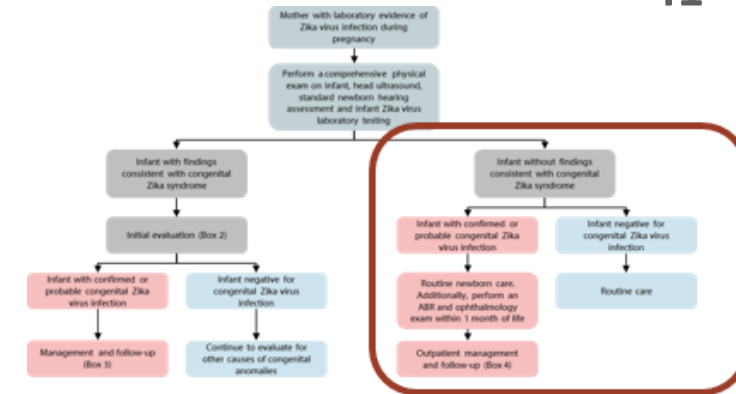 Mother with laboratory evidence of
Zika virus infection during
pregnancy
Perform a comprehensive physical
exam on infant, head ultrasound,
standard newborn hearing
assessment and infant Zika virus
laboratory testing
Infant with findings
consistent with congenital
Zika syndrome
Infant without findings
consistent with congenital
Zika syndrome
Initial evaluation (Box 2)
Infant with confirmed or
probable congenital Zika
virus infection
Infant negative for
congenital Zika virus
infection
Infant with confirmed or
probable congenital Zika
virus infection
Infant negative for
congenital Zika virus
infection
Management and follow-up
(Box 3)
Continue to evaluate for
other causes of congenital
anomalies
Routine newborn care.
Additionally, perform an
ABR and ophthalmology
exam within 1 month of life
Routine care
Outpatient management
and follow-up (Box 4)